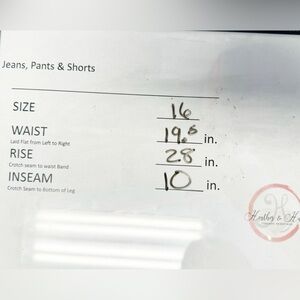 Jeans, Pants & Shorts
SIZE 16
WAIST 19.5 in.
Laid Flat from Left to Right
RISE 28 in.
Crotch seam to waist Band
INSEAM 10 in.
Crotch Seam to Bottom of Leg